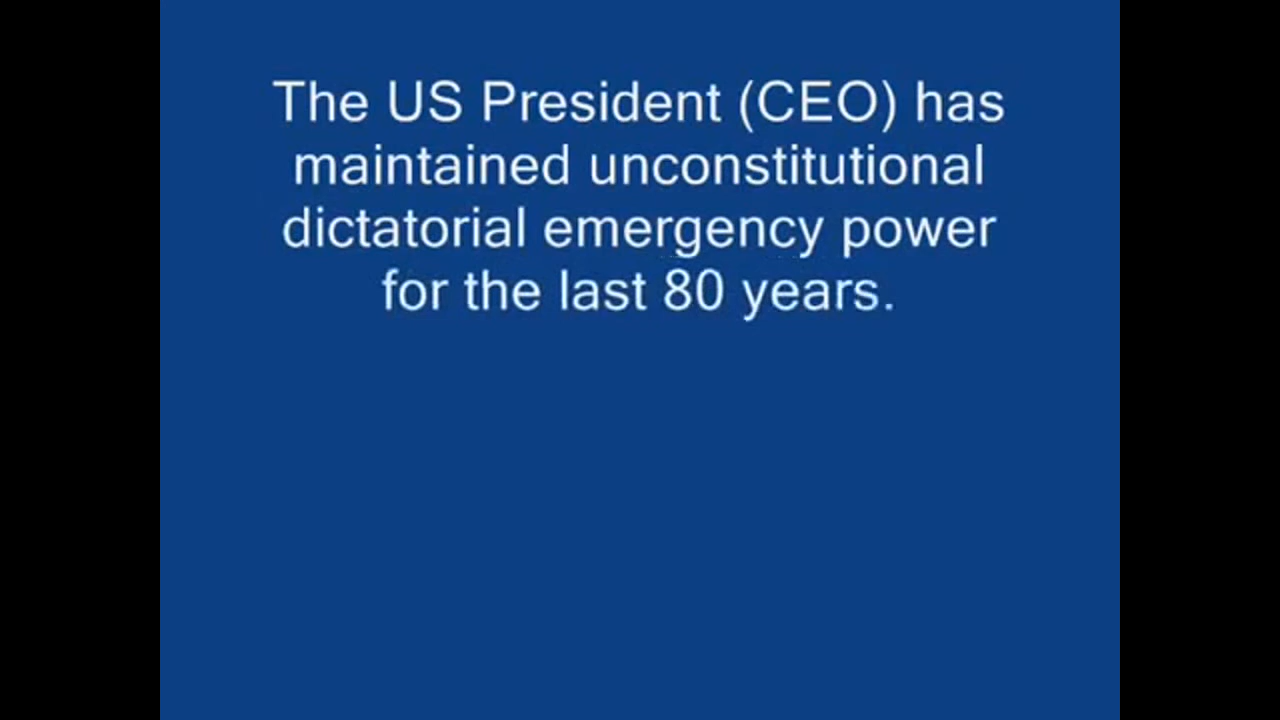 The US President (CEO) has
maintained unconstitutional
dictatorial emergency power
for the last 80 years.